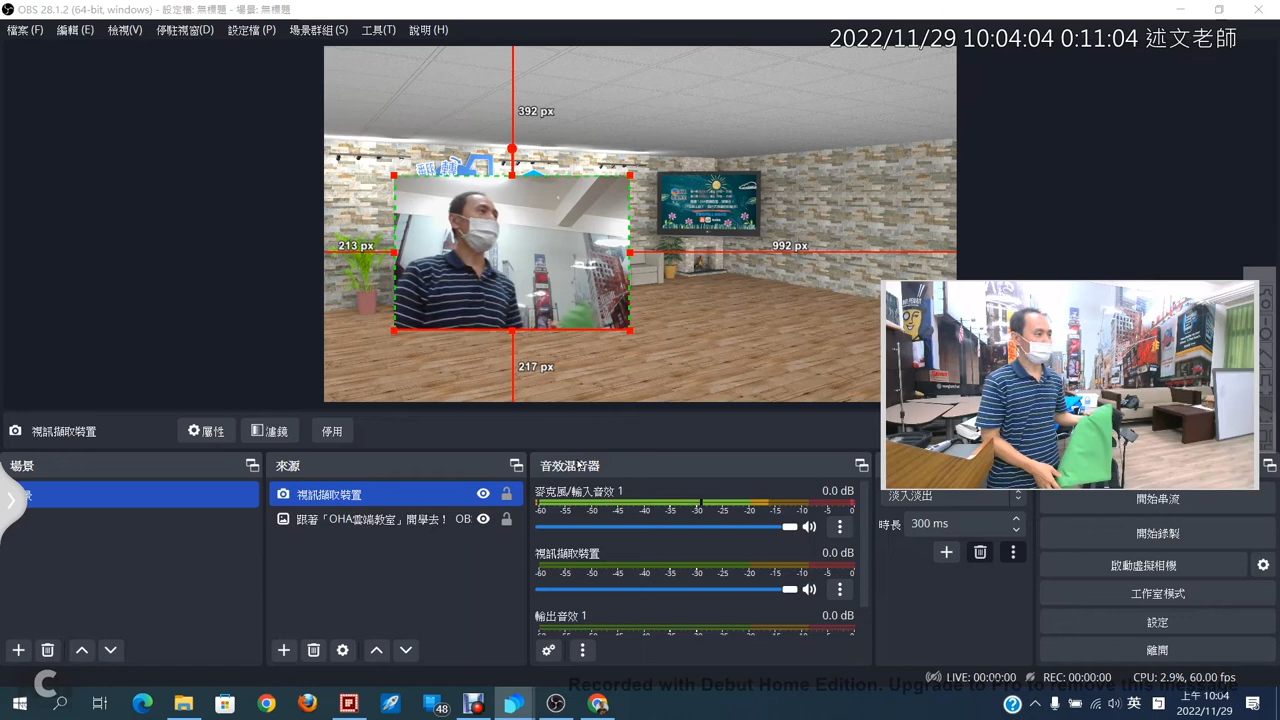 OBS 28.1.2 (64-bit, windows) - 設定檔: 無標題 - 場景: 無標題
檔案 (F) 編輯 (E) 檢視(V) 停駐視窗(D) 設定檔 (P) 場景群組 (S) 工具(T) 說明 (H)
2022/11/29 10:04:04 0:11:04 述文老師
392 px
213 px
992 px
217 px
視訊擷取裝置
屬性
濾鏡
停用
場景
來源
視訊擷取裝置
跟著「OHA雲端教室」開學去！ OB
音效混音器
麥克風/輸入音效 1 0.0 dB
-60 -55 -50 -45 -40 -35 -30 -25 -20 -15 -10 -5 0
視訊擷取裝置 0.0 dB
-60 -55 -50 -45 -40 -35 -30 -25 -20 -15 -10 -5 0
輸出音效 1 0.0 dB
淡入淡出
時長 300 ms
開始串流
開始錄製
啟動虛擬相機
工作室模式
設定
離開
LIVE: 00:00:00 REC: 00:00:00 CPU: 2.9%, 60.00 fps
Recorded with Debut Home Edition. Upgrade to Pro to remove this message
48
英
上午 10:04
2022/11/29